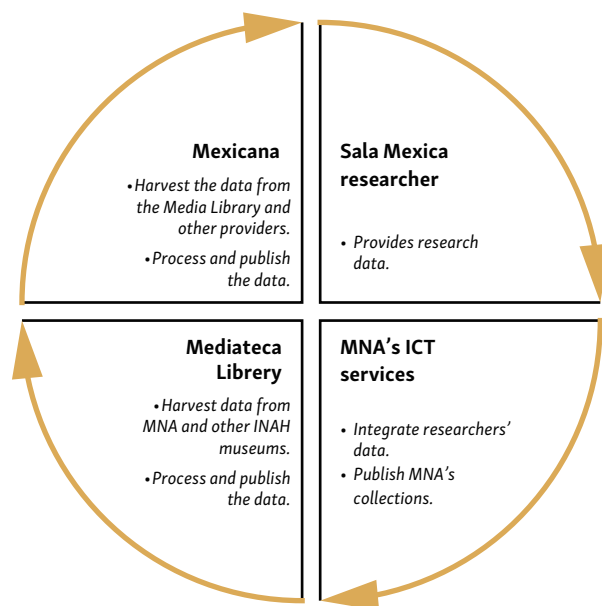 Mexicana
•Harvest the data from
the Media Library and
other providers.
•Process and publish
the data.
Sala Mexica
researcher
• Provides research
data.
Mediateca
Librery
•Harvest data from
MNA and other INAH
museums.
•Process and publish
the data.
MNA's ICT
services
• Integrate researchers'
data.
• Publish MNA's
collections.